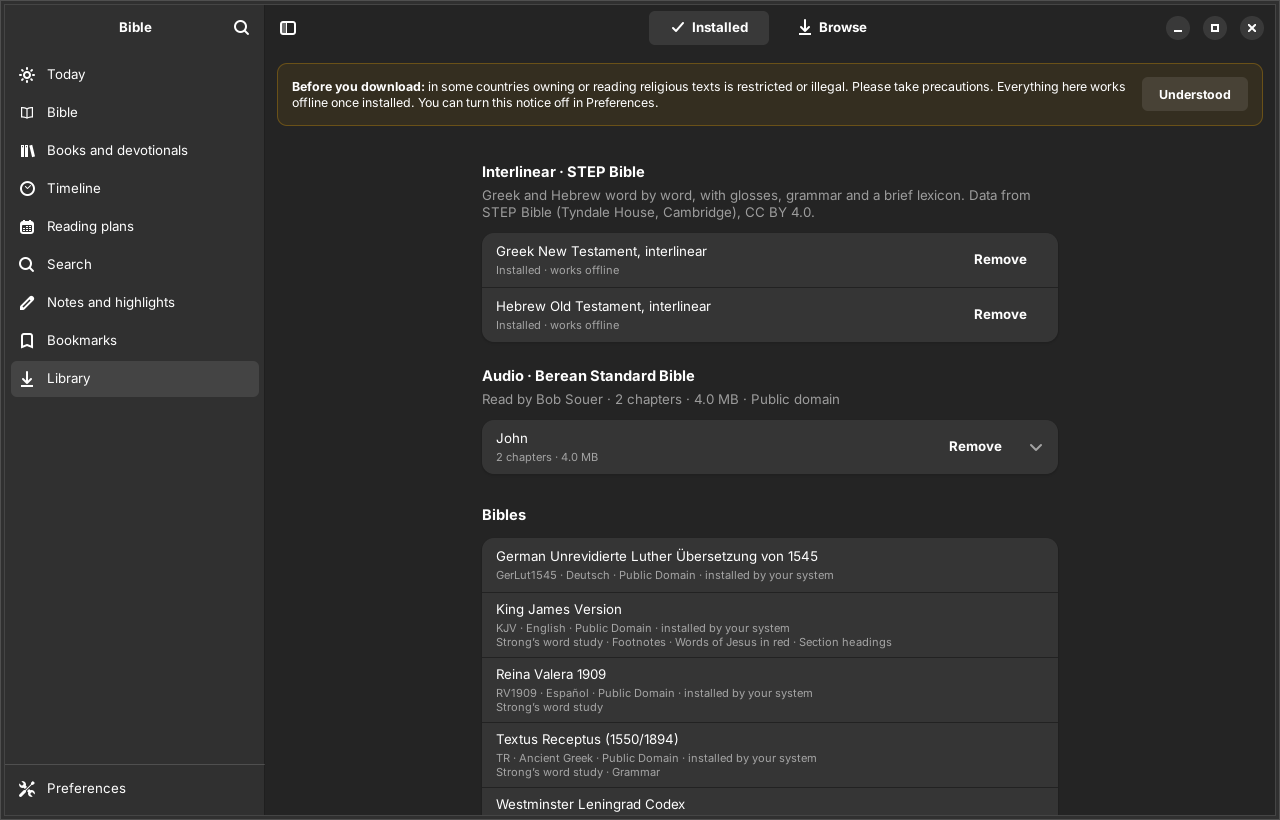 Bible
Today
Bible
Books and devotionals
Timeline
Reading plans
Search
Notes and highlights
Bookmarks
Library
Preferences
Installed
Browse
Before you download: in some countries owning or reading religious texts is restricted or illegal. Please take precautions. Everything here works
offline once installed. You can turn this notice off in Preferences.
Understood
Interlinear · STEP Bible
Greek and Hebrew word by word, with glosses, grammar and a brief lexicon. Data from
STEP Bible (Tyndale House, Cambridge), CC BY 4.0.
Greek New Testament, interlinear
Installed · works offline
Remove
Hebrew Old Testament, interlinear
Installed · works offline
Remove
Audio · Berean Standard Bible
Read by Bob Souer · 2 chapters · 4.0 MB · Public domain
John
2 chapters · 4.0 MB
Remove
Bibles
German Unrevidierte Luther Übersetzung von 1545
GerLut1545 · Deutsch · Public Domain · installed by your system
King James Version
KJV · English · Public Domain · installed by your system
Strong’s word study · Footnotes · Words of Jesus in red · Section headings
Reina Valera 1909
RV1909 · Español · Public Domain · installed by your system
Strong’s word study
Textus Receptus (1550/1894)
TR · Ancient Greek · Public Domain · installed by your system
Strong’s word study · Grammar
Westminster Leningrad Codex